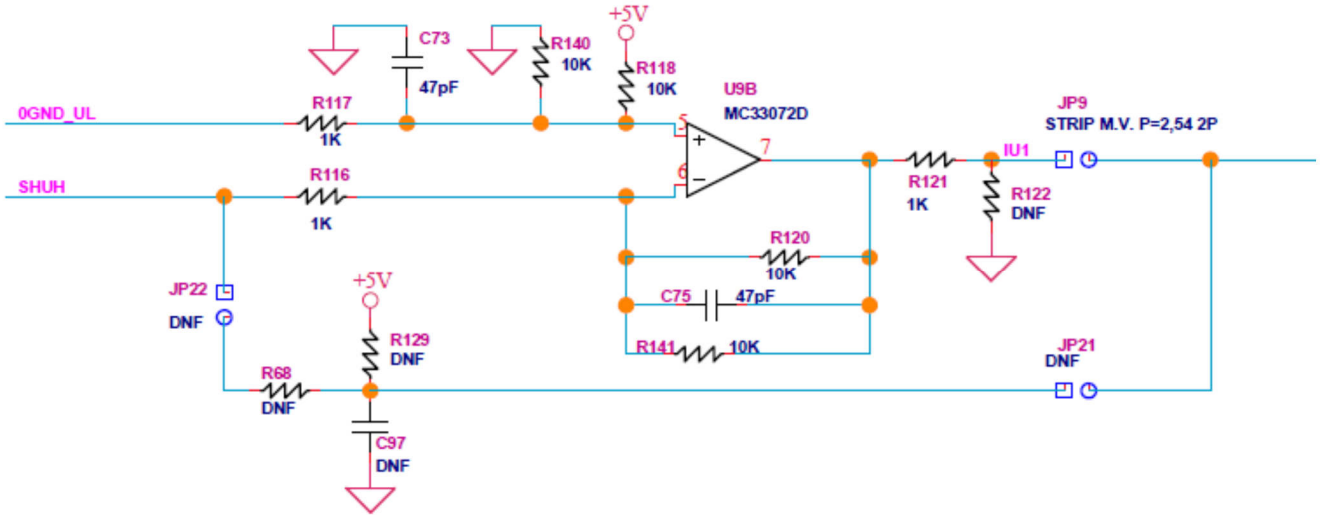 +5V
C73
47pF
R140
10K
R118
10K
U9B
MC33072D
JP9
STRIP M.V. P=2,54 2P
0GND_UL
R117
1K
5
+
7
IU1
6
−
SHUH
R116
1K
R121
1K
R122
DNF
R120
10K
JP22
DNF
+5V
C75
47pF
R129
DNF
R141
10K
JP21
DNF
R68
DNF
C97
DNF